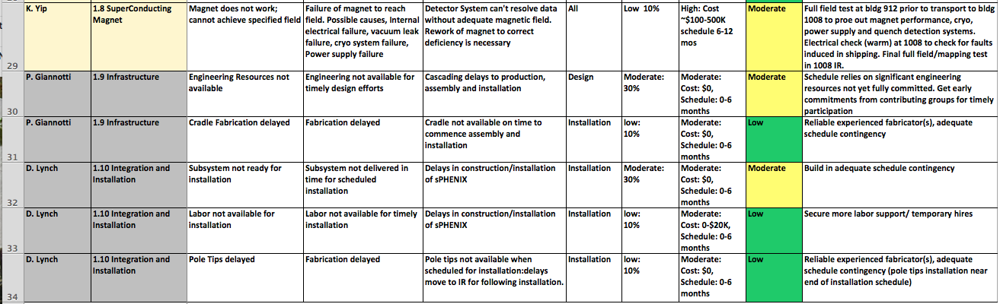 K. Yip
1.8 SuperConducting
Magnet
Magnet does not work;
cannot achieve specified field
Failure of magnet to reach
field. Possible causes, Internal
electrical failure, vacuum leak
failure, cryo system failure,
Power supply failure
Detector System can't resolve data
without adequate magnetic field.
Rework of magnet to correct
deficiency is necessary
All
Low 10%
High: Cost
~$100-500K
schedule 6-12
mos
Moderate
Full field test at bldg 912 prior to transport to bldg
1008 to proe out magnet performance, cryo,
power supply and quench detection systems.
Electrical check (warm) at 1008 to check for faults
induced in shipping. Final full field/mapping test
in 1008 IR.
29
P. Giannotti
1.9 Infrastructure
Engineering Resources not
available
Engineering not available for
timely design efforts
Cascading delays to production,
assembly and installation
Design
Moderate:
30%
Moderate:
Cost: $0,
Schedule: 0-6
months
Moderate
Schedule relies on significant engineering
resources not yet fully committed. Get early
commitments from contributing groups for timely
participation
30
P. Giannotti
1.9 Infrastructure
Cradle Fabrication delayed
Fabrication delayed
Cradle not available on time to
commence assembly and
installation
Installation
low:
10%
Moderate:
Cost: $0,
Schedule: 0-6
months
Low
Reliable experienced fabricator(s), adequate
schedule contingency
31
D. Lynch
1.10 Integration and
Installation
Subsystem not ready for
installation
Subsystem not delivered in
time for scheduled
installation
Delays in construction/installation
of sPHENIX
Installation
Moderate:
30%
Moderate:
Cost: $0,
Schedule: 0-6
months
Moderate
Build in adequate schedule contingency
32
D. Lynch
1.10 Integration and
Installation
Labor not available for
installation
Labor not available for timely
installation
Delays in construction/installation
of sPHENIX
Installation
low:
10%
Moderate:
Cost: 0-$20K,
Schedule: 0-6
months
Low
Secure more labor support/ temporary hires
33
D. Lynch
1.10 Integration and
Installation
Pole Tips delayed
Fabrication delayed
Pole tips not available when
scheduled for installation:delays
move to IR for following installation.
Installation
low:
10%
Moderate:
Cost: $0,
Schedule: 0-6
months
Low
Reliable experienced fabricator(s), adequate
schedule contingency (pole tips installation near
end of installation schedule)
34